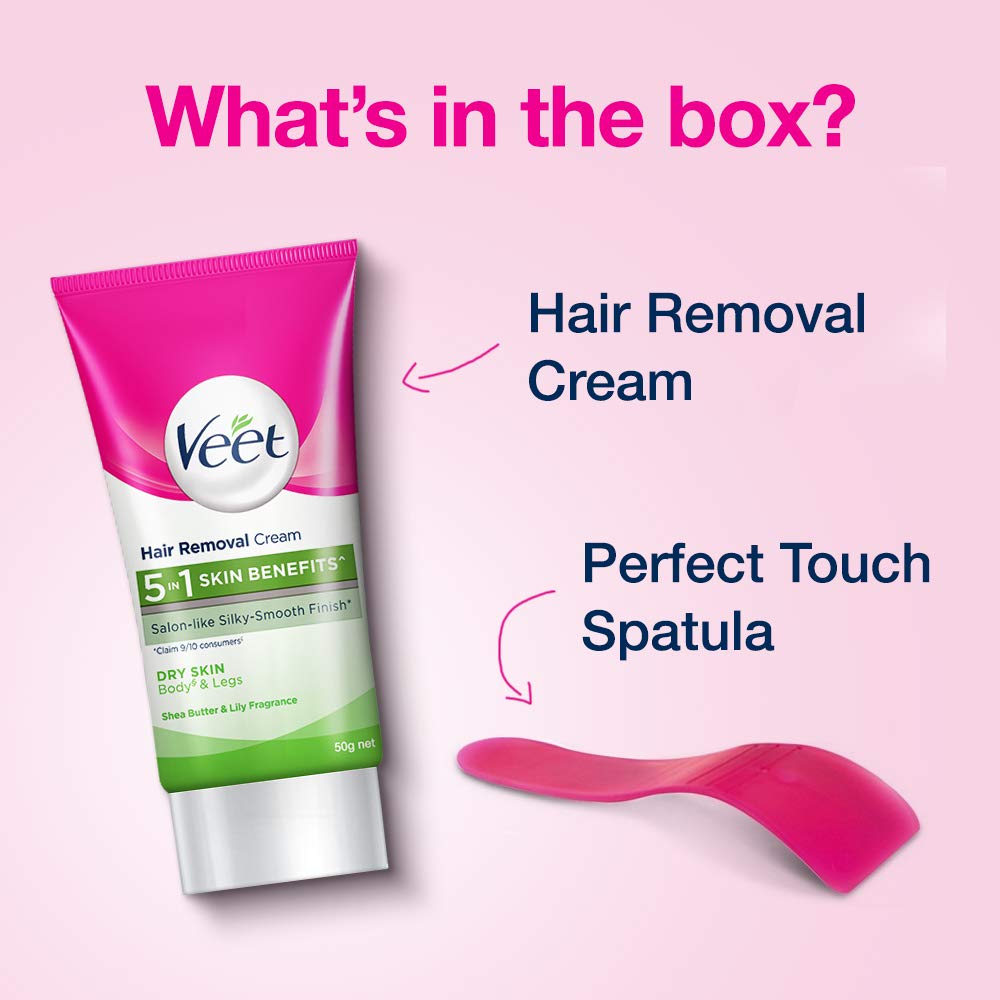 What's in the box?
Hair Removal
Cream
Veet
Hair Removal Cream
5 IN 1 SKIN BENEFITS^
Salon-like Silky-Smooth Finish*
*Claim 9/10 consumers
DRY SKIN
Body§ & Legs
Shea Butter & Lily Fragrance
50g net
Perfect Touch
Spatula